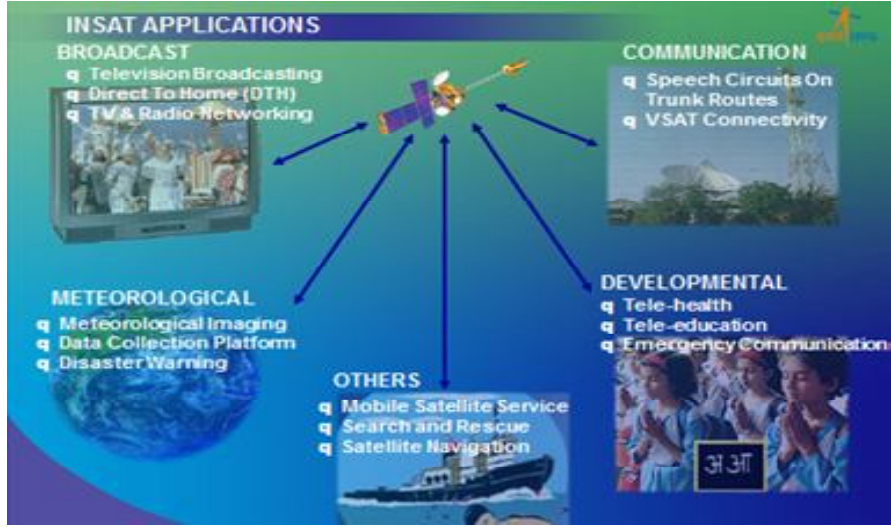 INSAT APPLICATIONS
BROADCAST
q Television Broadcasting
q Direct To Home (DTH)
q TV & Radio Networking
COMMUNICATION
q Speech Circuits On
Trunk Routes
q VSAT Connectivity
METEOROLOGICAL
q Meteorological Imaging
q Data Collection Platform
q Disaster Warning
DEVELOPMENTAL
q Tele-health
q Tele-education
q Emergency Communication
OTHERS
q Mobile Satellite Service
q Search and Rescue
q Satellite Navigation
अ आ